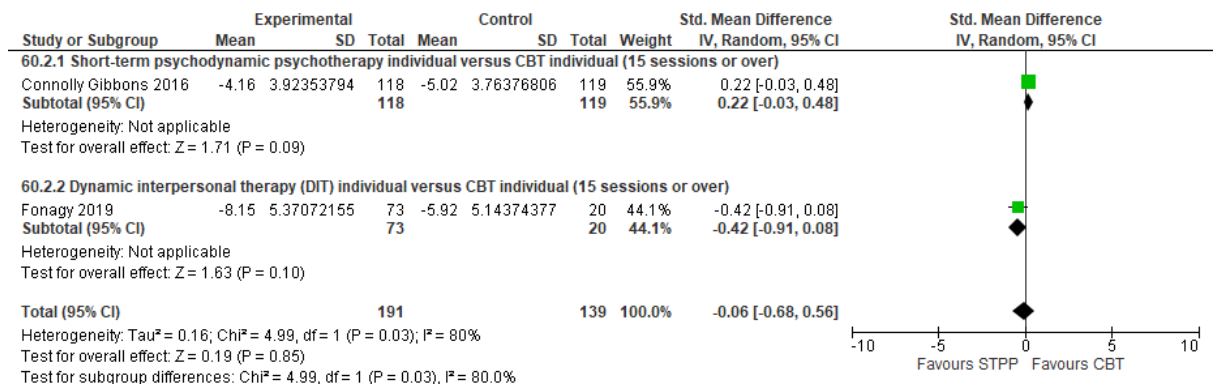 Experimental Control Std. Mean Difference Std. Mean Difference
Study or Subgroup Mean SD Total Mean SD Total Weight IV, Random, 95% CI IV, Random, 95% CI
60.2.1 Short-term psychodynamic psychotherapy individual versus CBT individual (15 sessions or over)
Connolly Gibbons 2016 -4.16 3.92353794 118 -5.02 3.76376806 119 55.9% 0.22 [-0.03, 0.48]
Subtotal (95% CI) 118 119 55.9% 0.22 [-0.03, 0.48]
Heterogeneity: Not applicable
Test for overall effect: Z = 1.71 (P = 0.09)
60.2.2 Dynamic interpersonal therapy (DIT) individual versus CBT individual (15 sessions or over)
Fonagy 2019 -8.15 5.37072155 73 -5.92 5.14374377 20 44.1% -0.42 [-0.91, 0.08]
Subtotal (95% CI) 73 20 44.1% -0.42 [-0.91, 0.08]
Heterogeneity: Not applicable
Test for overall effect: Z = 1.63 (P = 0.10)
Total (95% CI) 191 139 100.0% -0.06 [-0.68, 0.56]
Heterogeneity: Tau² = 0.16; Chi² = 4.99, df = 1 (P = 0.03); I² = 80%
Test for overall effect: Z = 0.19 (P = 0.85)
Test for subgroup differences: Chi² = 4.99, df = 1 (P = 0.03), I² = 80.0%
-10 -5 0 5 10
Favours STPP Favours CBT